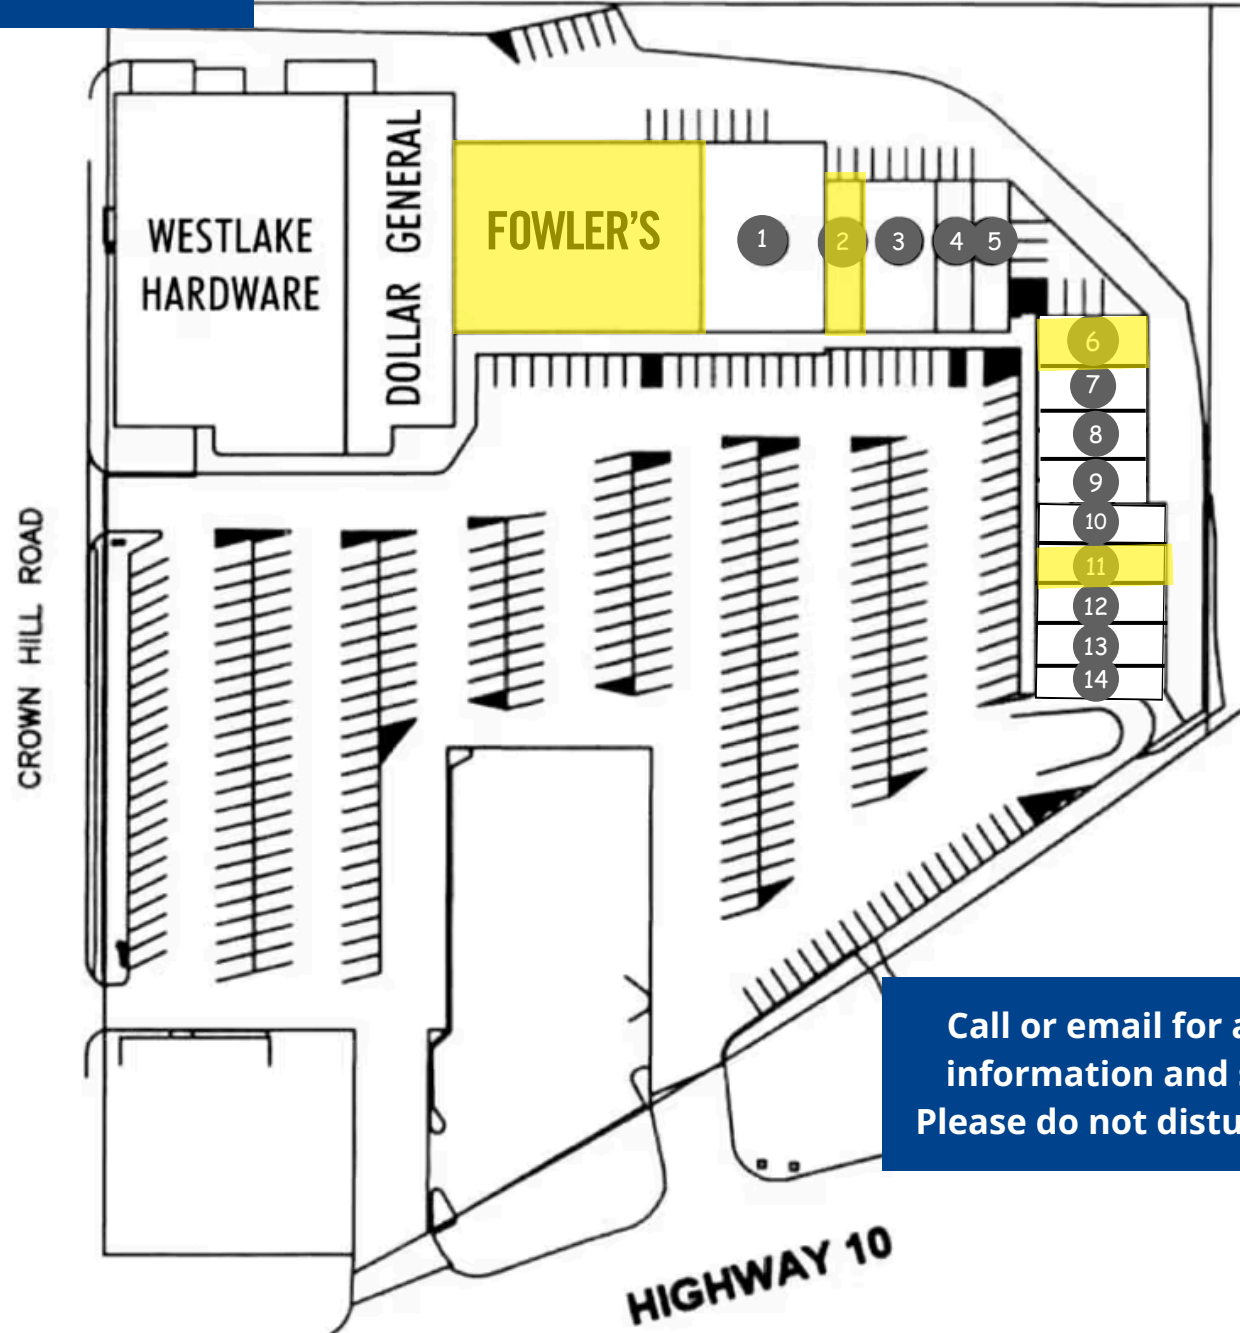 WESTLAKE
HARDWARE
DOLLAR GENERAL
FOWLER'S
1
2
3
4
5
6
7
8
9
10
11
12
13
14
CROWN HILL ROAD
Call or email for a
information and
Please do not distu
HIGHWAY 10